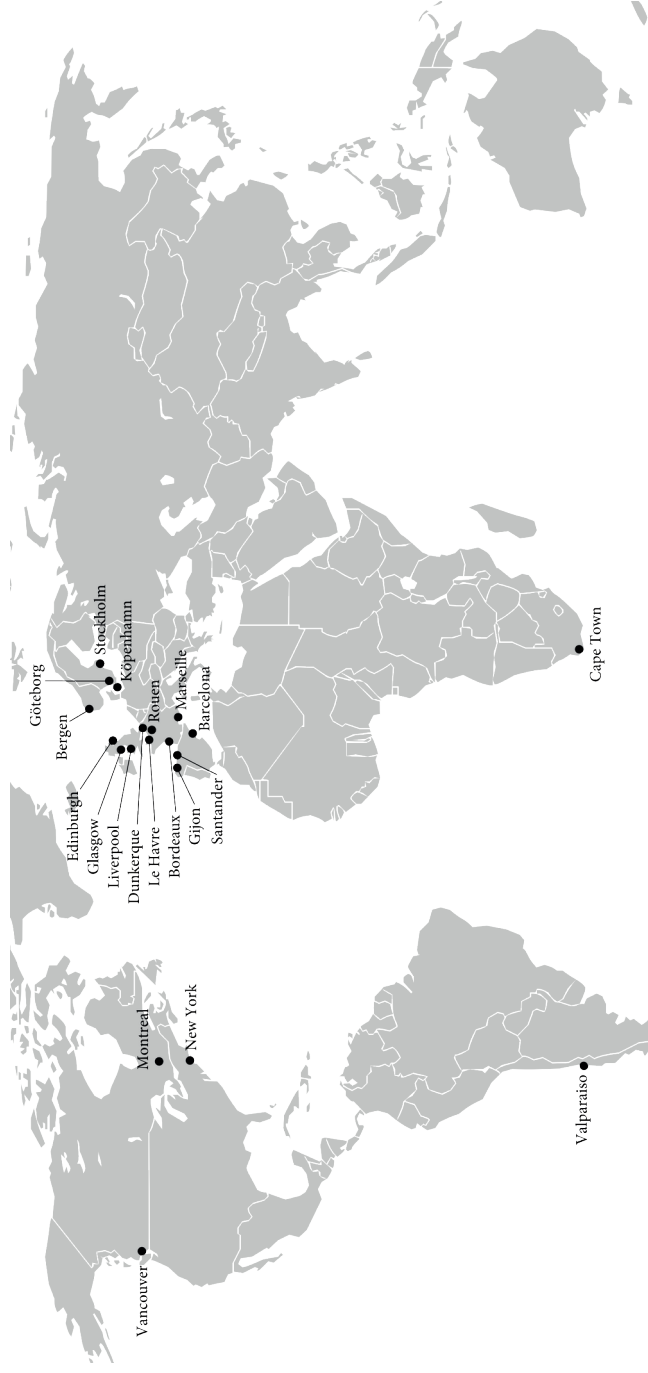 Göteborg
Stockholm
Köpenhamn
Bergen
Rouen
Marseille
Barcelona
Edinburgh
Glasgow
Liverpool
Dunkerque
Le Havre
Bordeaux
Gijon
Santander
Cape Town
Montreal
New York
Vancouver
Valparaiso